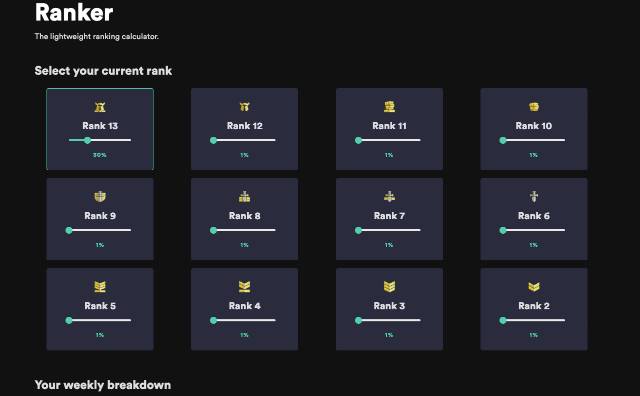 Ranker
The lightweight ranking calculator.
Select your current rank
Rank 13
30%
Rank 12
1%
Rank 11
1%
Rank 10
1%
Rank 9
1%
Rank 8
1%
Rank 7
1%
Rank 6
1%
Rank 5
1%
Rank 4
1%
Rank 3
1%
Rank 2
1%
Your weekly breakdown